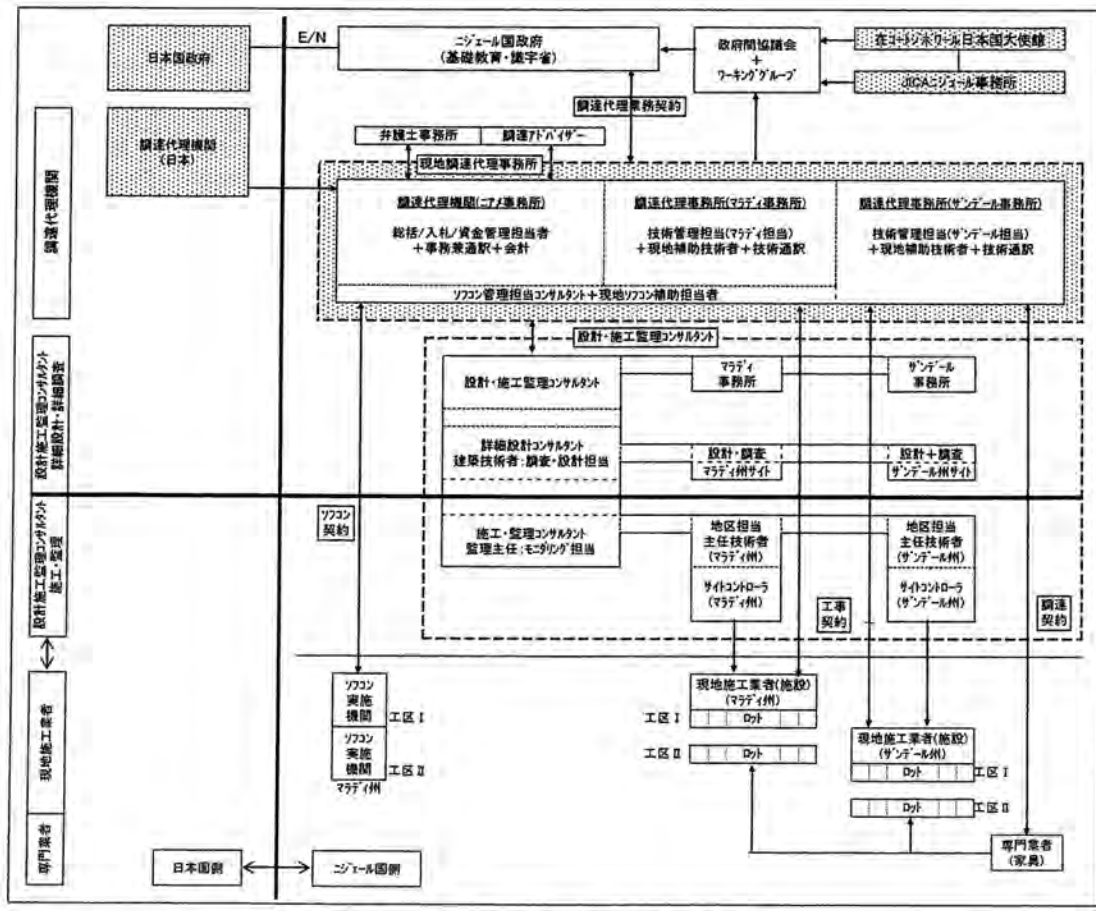 E/N
日本国政府
ニジェール国政府
(基礎教育・識字省)
政府間協議会
+
ワーキンググループ
在コートジボワール日本国大使館
JICAニジェール事務所
調達代理業務契約
調達代理機関
調達代理機関
(日本)
弁護士事務所
調達アドバイザー
現地調達代理事務所
調達代理機関(ニアメ事務所)
総括/入札/資金管理担当者
+事務兼通訳+会計
調達代理事務所(マラディ事務所)
技術管理担当(マラディ担当)
+現地補助技術者+技術通訳
調達代理事務所(ザンデール事務所)
技術管理担当(ザンデール担当)
+現地補助技術者+技術通訳
ソフコン管理担当コンサルタント+現地ソフコン補助担当者
設計・施工監理コンサルタント
設計施工監理コンサルタント
詳細設計・詳細調査
設計・施工監理コンサルタント
マラディ
事務所
ザンデール
事務所
詳細設計コンサルタント
建築技術者;調査・設計担当
設計・調査
マラディ州サイト
設計+調査
ザンデール州サイト
設計施工監理コンサルタント
施工・監理
ソフコン
契約
施工・監理コンサルタント
監理主任;モニタリング担当
地区担当
主任技術者
(マラディ州)
サイトコントローラ
(マラディ州)
地区担当
主任技術者
(ザンデール州)
サイトコントローラ
(ザンデール州)
工事
契約
調達
契約
現地施工業者
ソフコン
実施
機関
工区Ⅰ
ソフコン
実施
機関
工区Ⅱ
マラディ州
現地施工業者(施設)
(マラディ州)
工区Ⅰ
ロット
工区Ⅱ
ロット
現地施工業者(施設)
(ザンデール州)
ロット
工区Ⅰ
ロット
工区Ⅱ
専門業者
専門業者
(家具)
日本国側
ニジェール国側